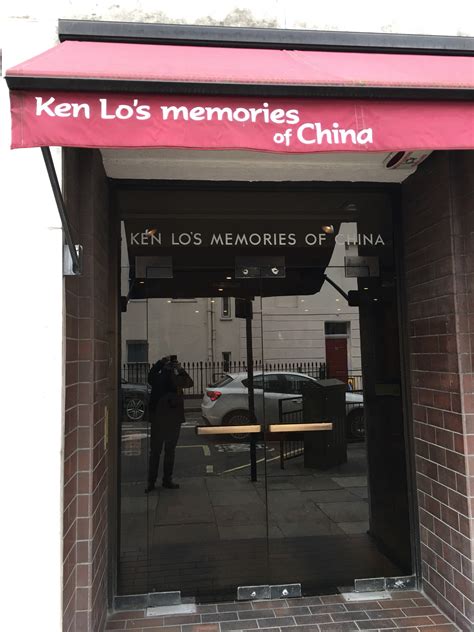 Ken Lo's memories
of China
KEN LO'S MEMORIES OF CHINA